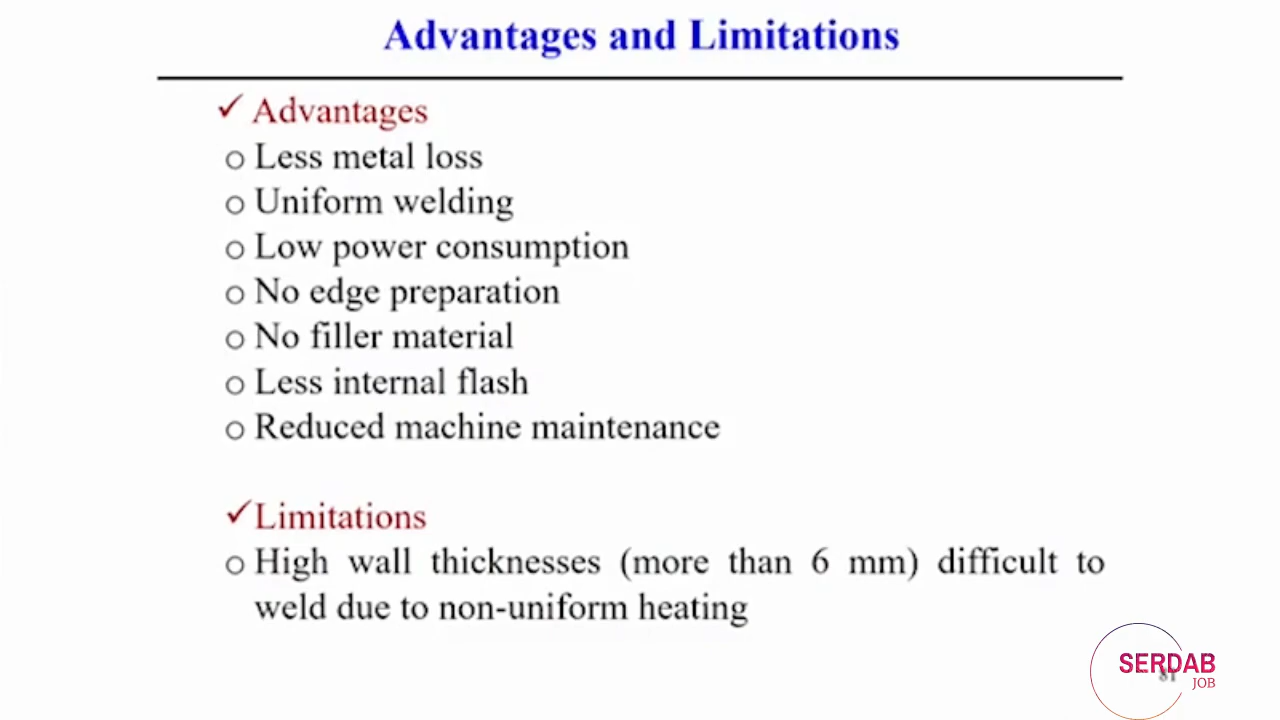 Advantages and Limitations
✓ Advantages
o Less metal loss
o Uniform welding
o Low power consumption
o No edge preparation
o No filler material
o Less internal flash
o Reduced machine maintenance
✓ Limitations
o High wall thicknesses (more than 6 mm) difficult to
weld due to non-uniform heating
SERDAB
JOB